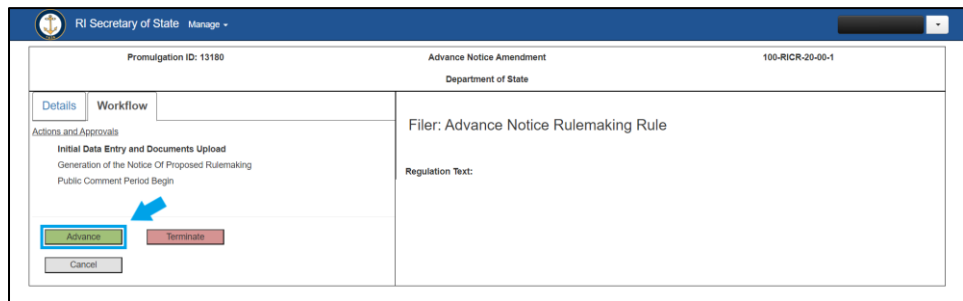 RI Secretary of State Manage
Promulgation ID: 13180 Advance Notice Amendment 100-RICR-20-00-1
Department of State
Details Workflow
Actions and Approvals
Initial Data Entry and Documents Upload
Generation of the Notice Of Proposed Rulemaking
Public Comment Period Begin
Advance Terminate
Cancel
Filer: Advance Notice Rulemaking Rule
Regulation Text: